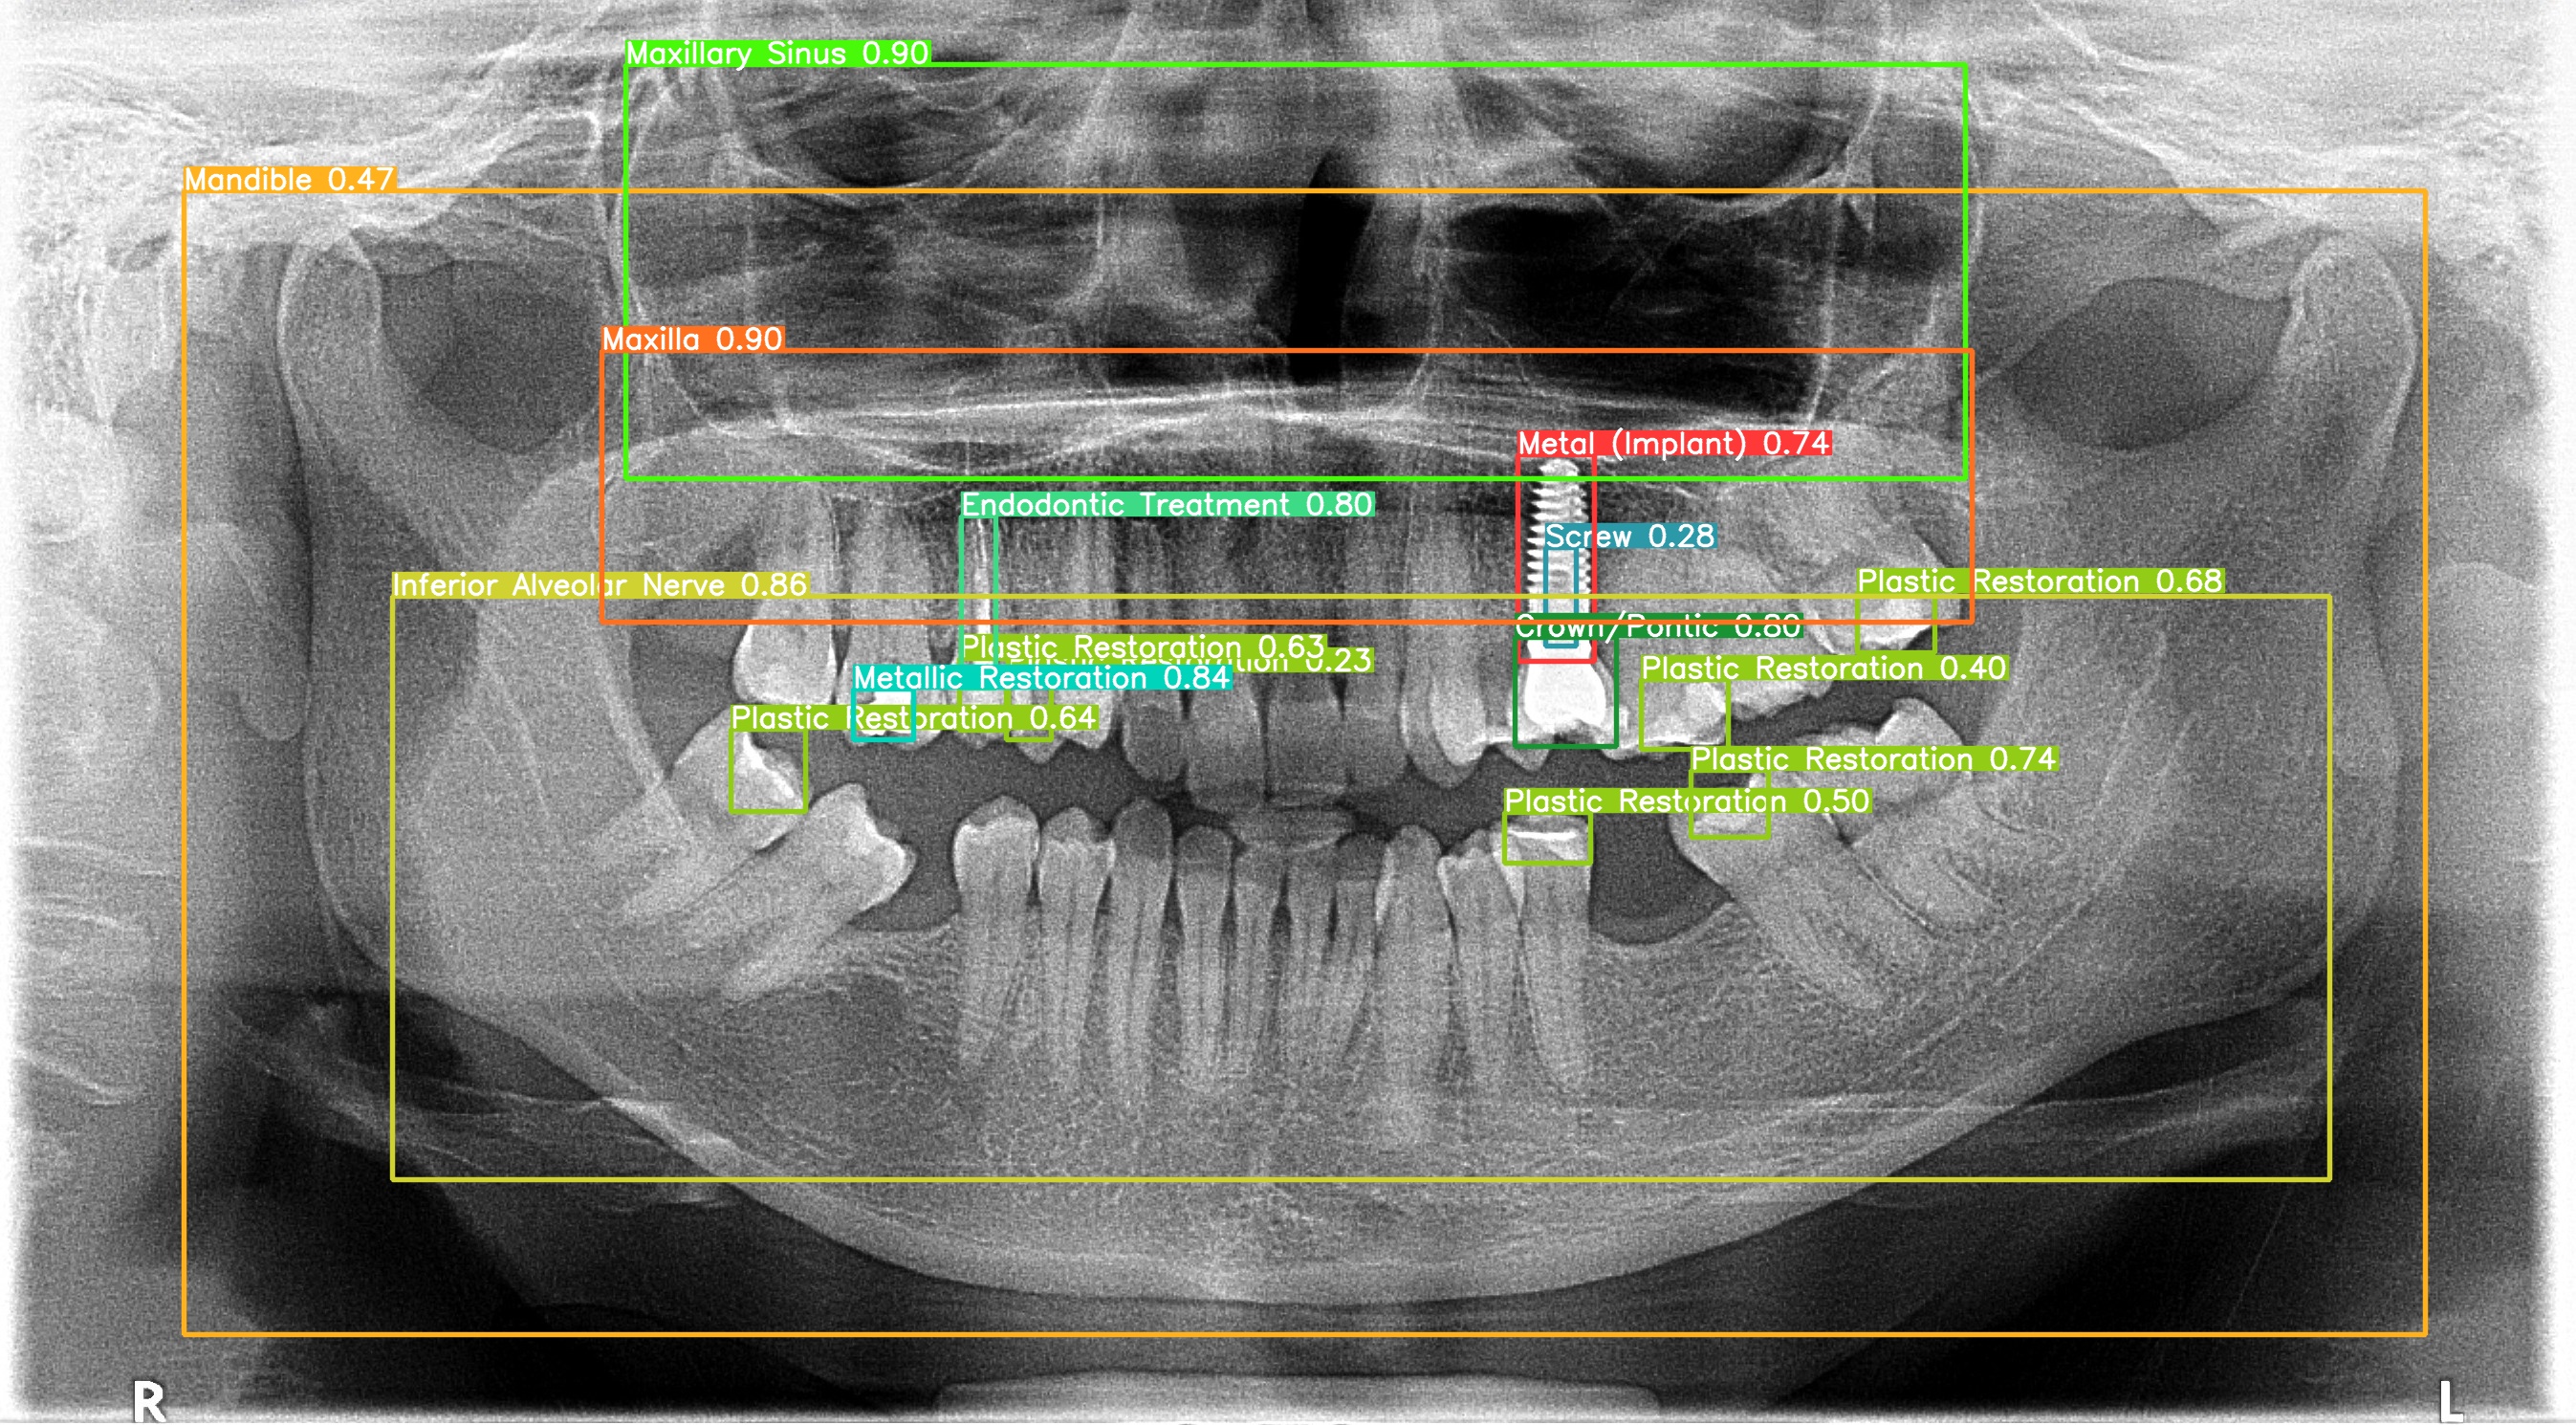 Maxillary Sinus 0.90
Mandible 0.47
Maxilla 0.90
Metal (Implant) 0.74
Endodontic Treatment 0.80
Screw 0.28
Inferior Alveolar Nerve 0.86
Plastic Restoration 0.68
Crown/Pontic 0.80
Plastic Restoration 0.63
Plastic Restoration 0.23
Metallic Restoration 0.84
Plastic Restoration 0.40
Plastic Restoration 0.64
Plastic Restoration 0.74
Plastic Restoration 0.50
R
L